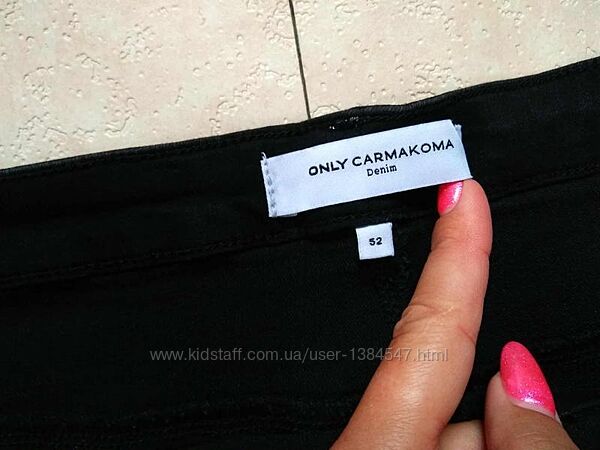 ONLY CARMAKOMA
Denim
52
www.kidstaff.com.ua/user-1384547.html